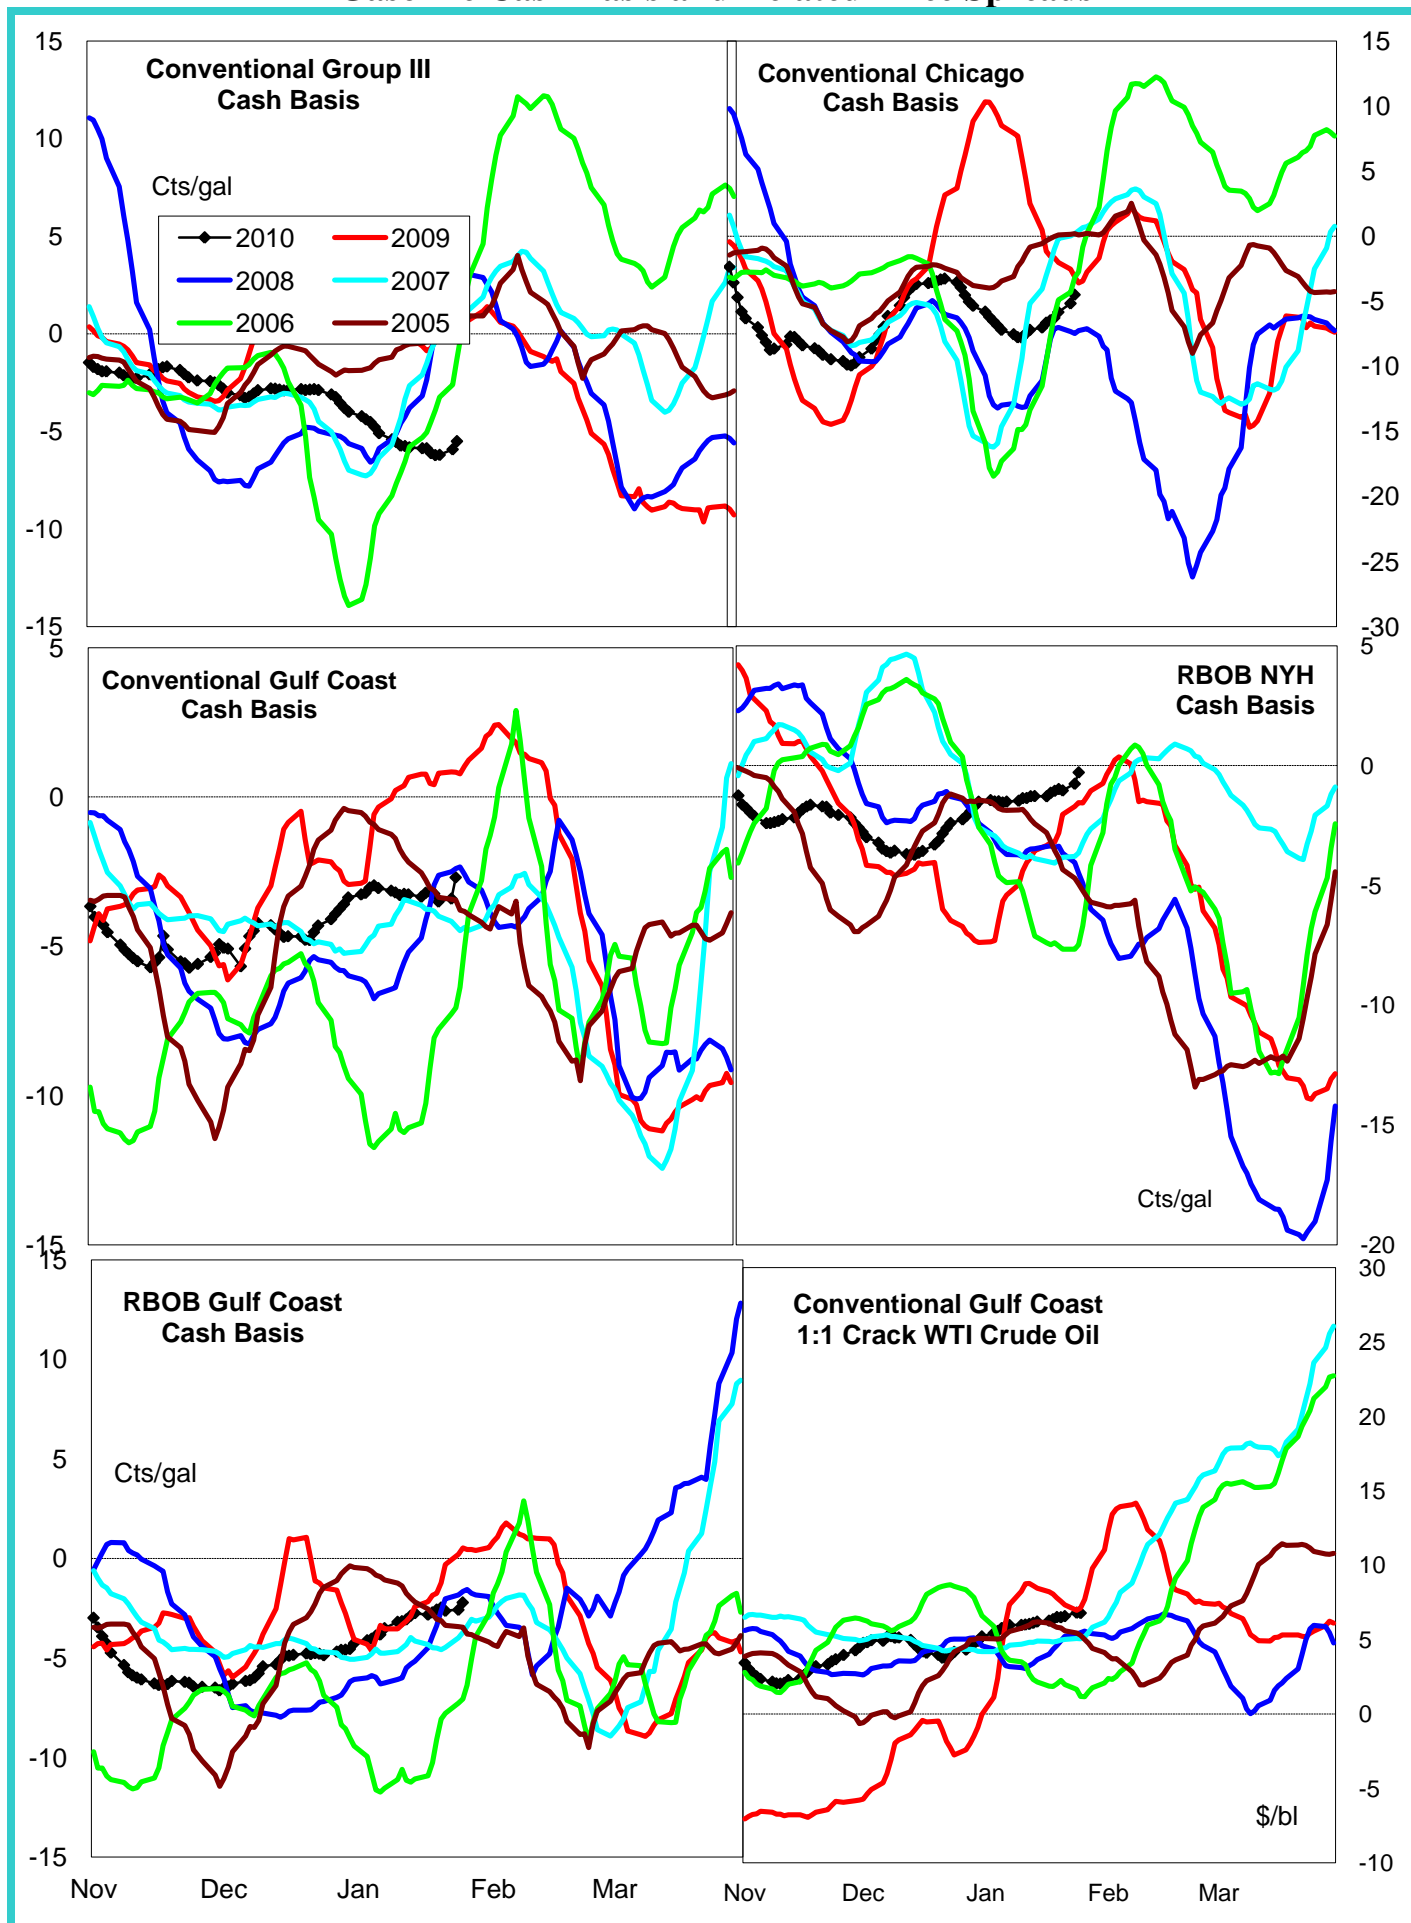 Conventional Group III
Cash Basis
Cts/gal
2010
2009
2008
2007
2006
2005
15
10
5
0
-5
-10
-15
Conventional Chicago
Cash Basis
15
10
5
0
-5
-10
-15
-20
-25
-30
Conventional Gulf Coast
Cash Basis
5
0
-5
-10
-15
RBOB NYH
Cash Basis
Cts/gal
5
0
-5
-10
-15
-20
RBOB Gulf Coast
Cash Basis
Cts/gal
15
10
5
0
-5
-10
-15
Nov Dec Jan Feb Mar
Conventional Gulf Coast
1:1 Crack WTI Crude Oil
$/bl
30
25
20
15
10
5
0
-5
-10
Nov Dec Jan Feb Mar